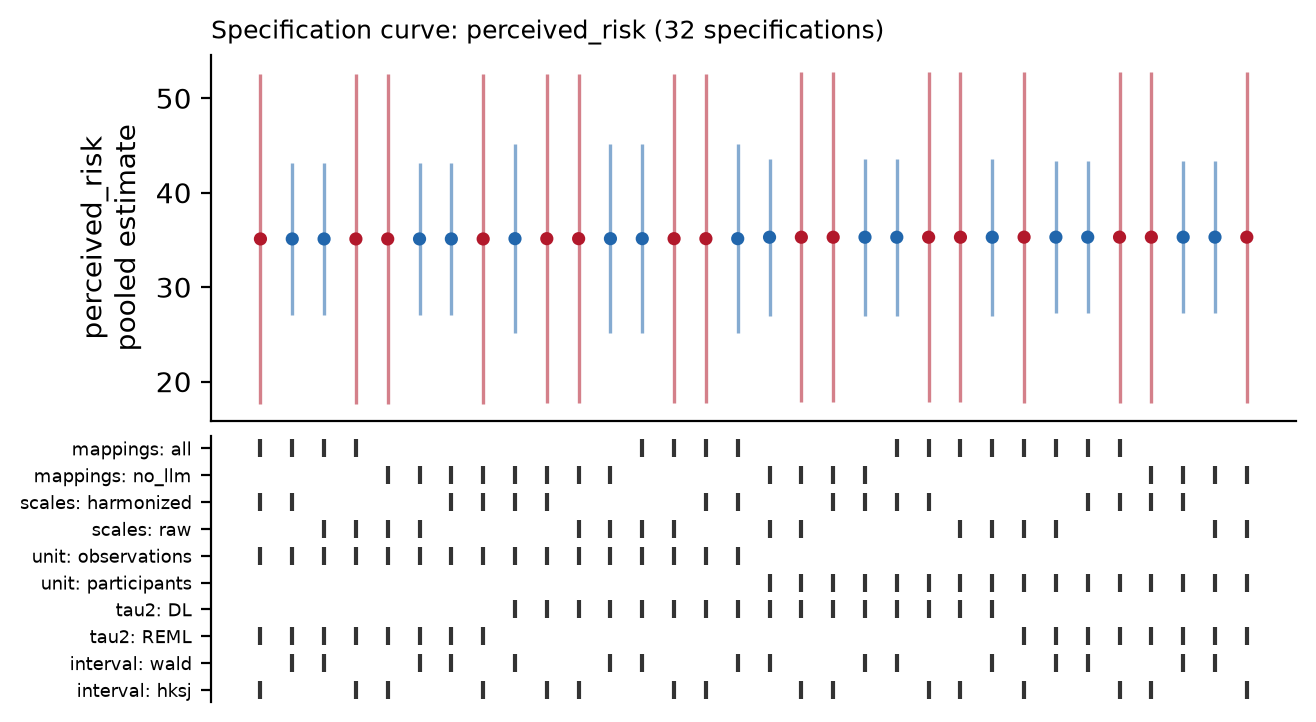 Specification curve: perceived_risk (32 specifications)
perceived_risk
pooled estimate
50
40
30
20
mappings: all
mappings: no_llm
scales: harmonized
scales: raw
unit: observations
unit: participants
tau2: DL
tau2: REML
interval: wald
interval: hksj